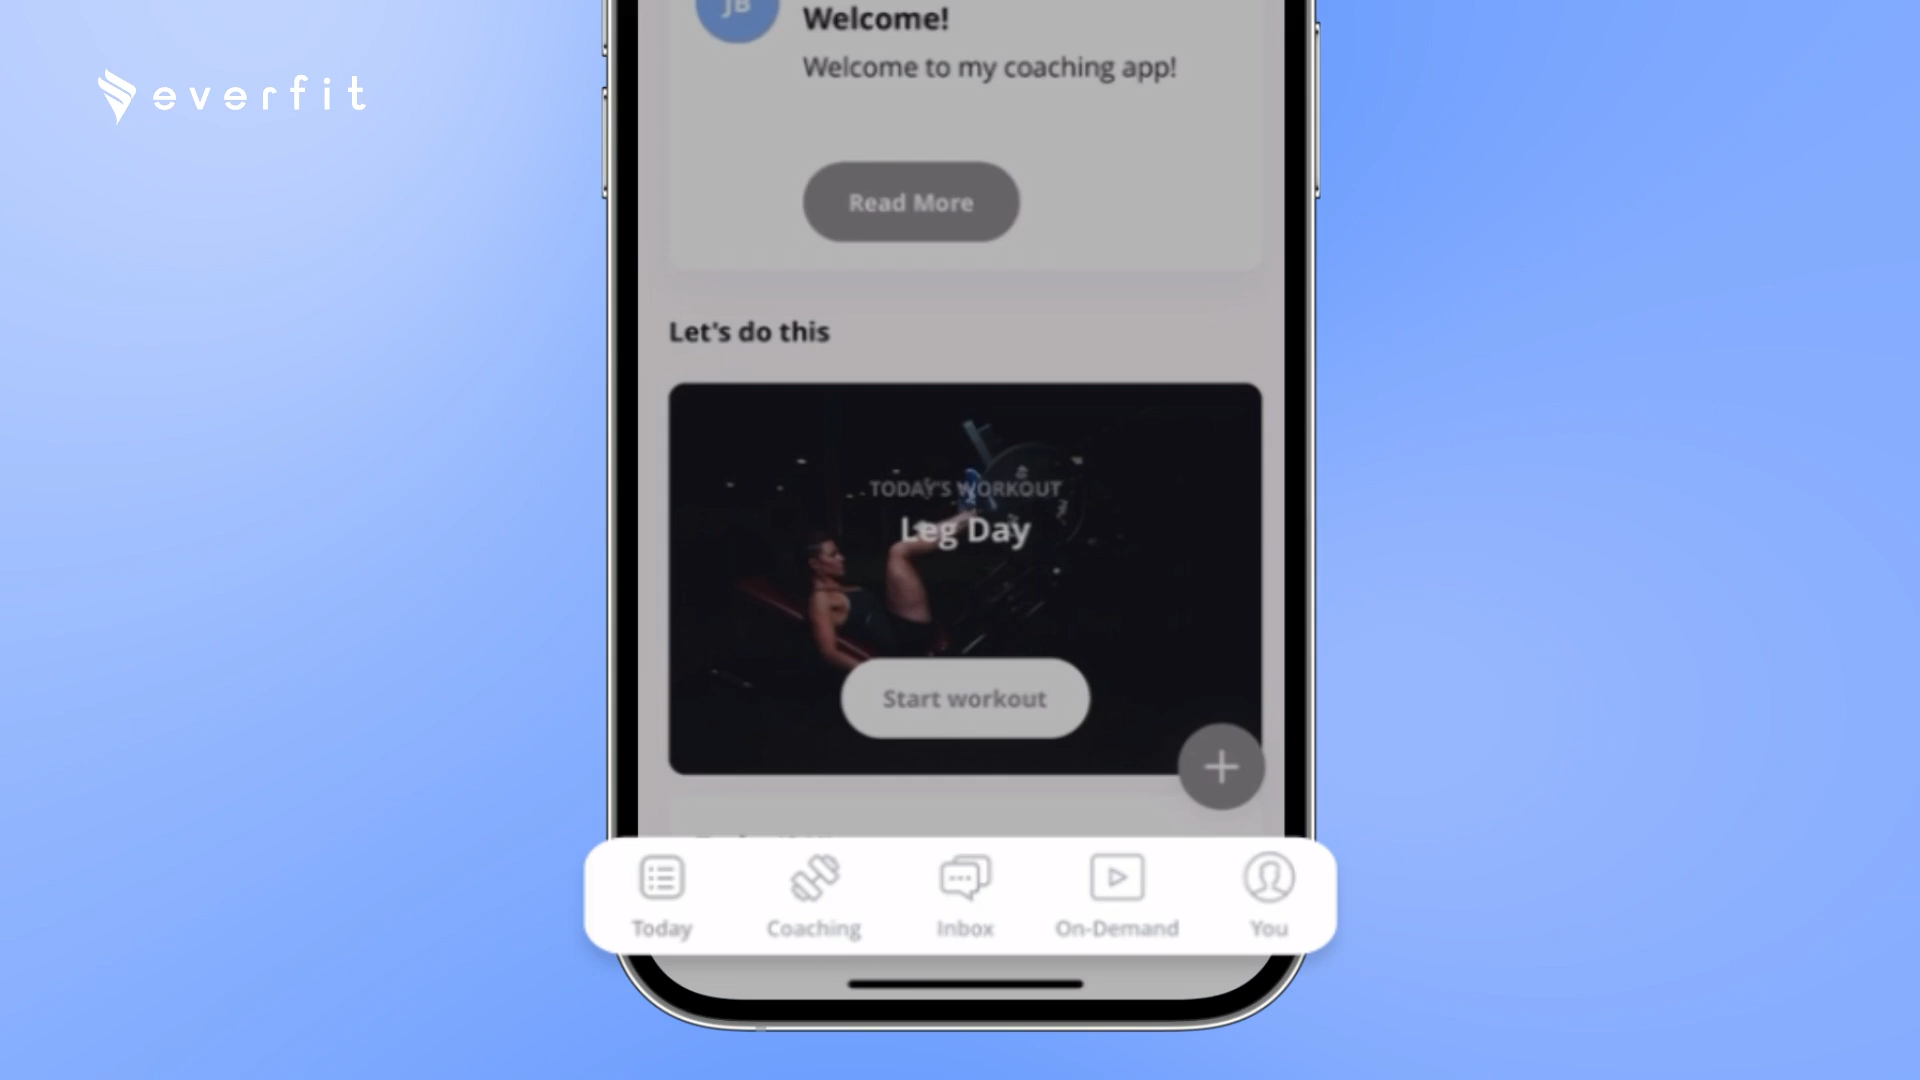 everfit
JB
Welcome!
Welcome to my coaching app!
Read More
Let's do this
TODAY'S WORKOUT
Leg Day
Start workout
Today
Coaching
Inbox
On-Demand
You